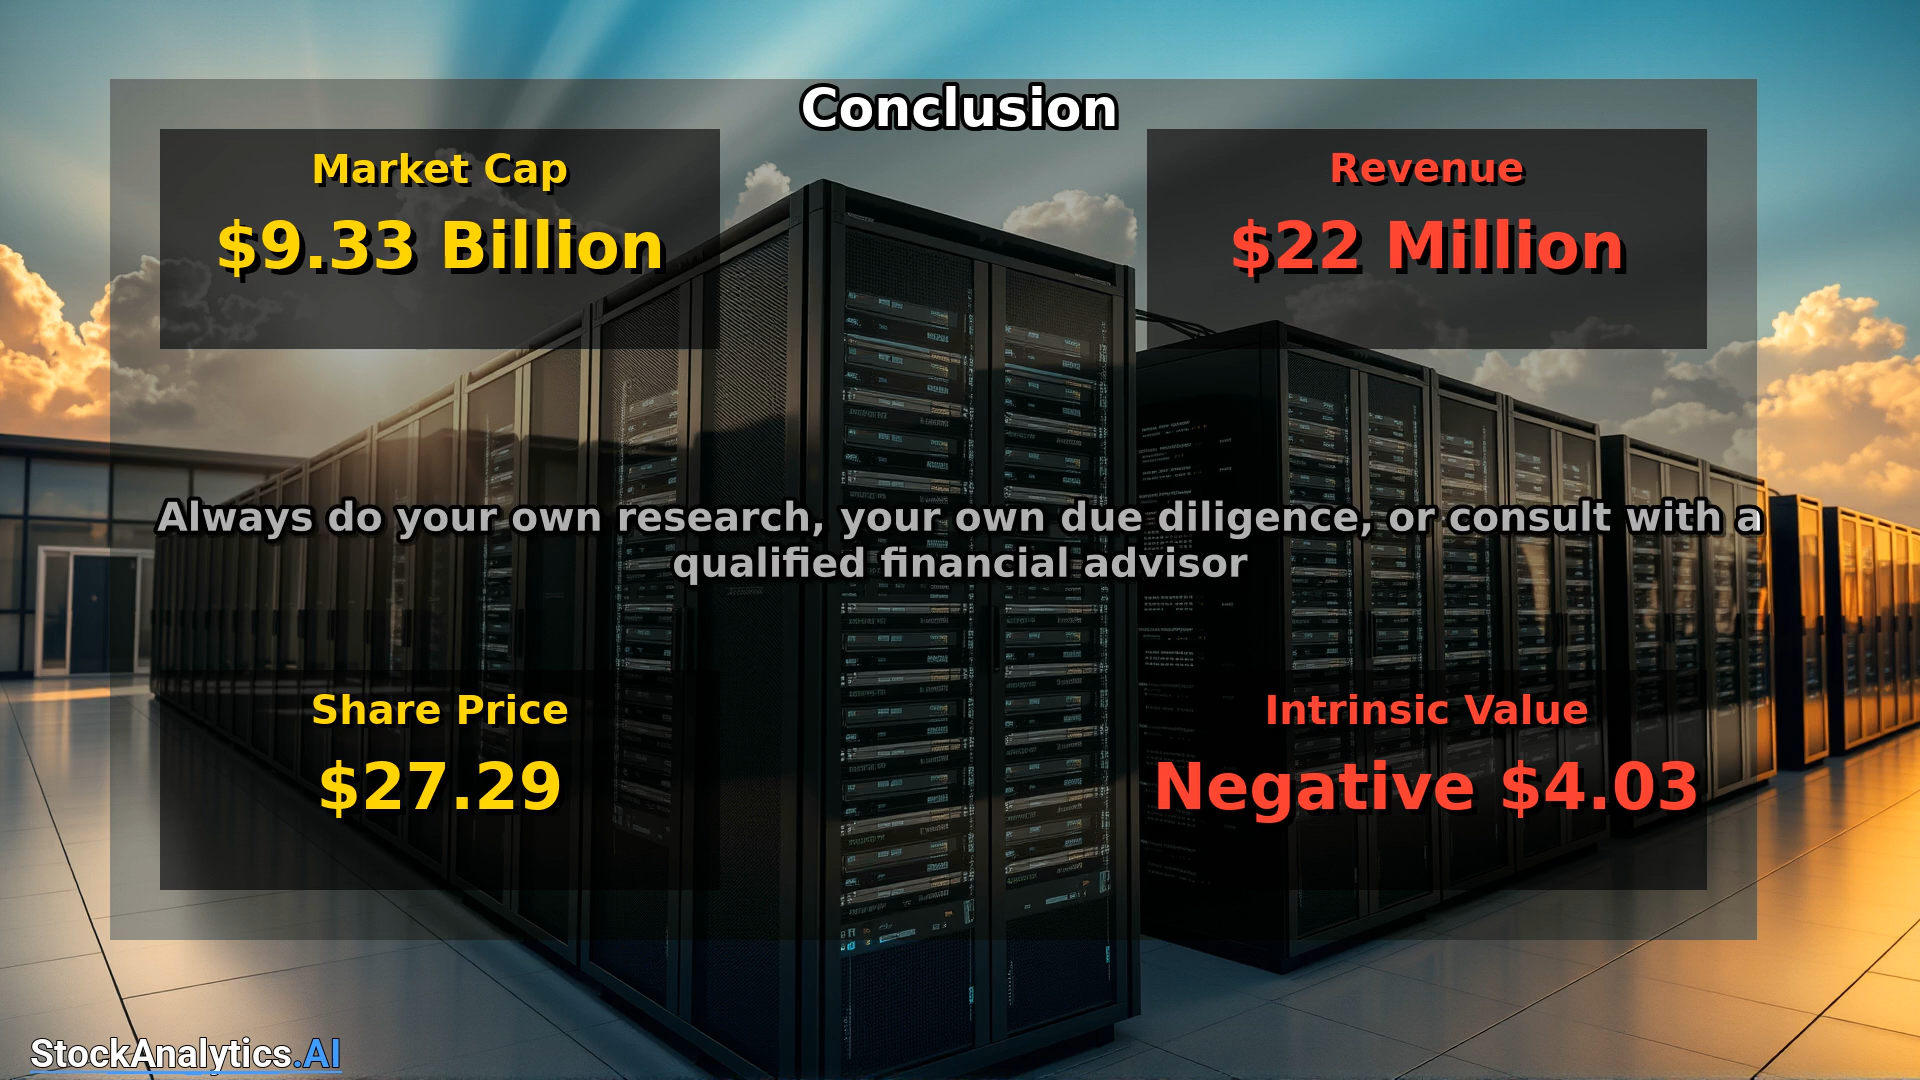 Conclusion
Market Cap
$9.33 Billion
Revenue
$22 Million
Always do your own research, your own due diligence, or consult with a
qualified financial advisor
Share Price
$27.29
Intrinsic Value
Negative $4.03
StockAnalytics.AI